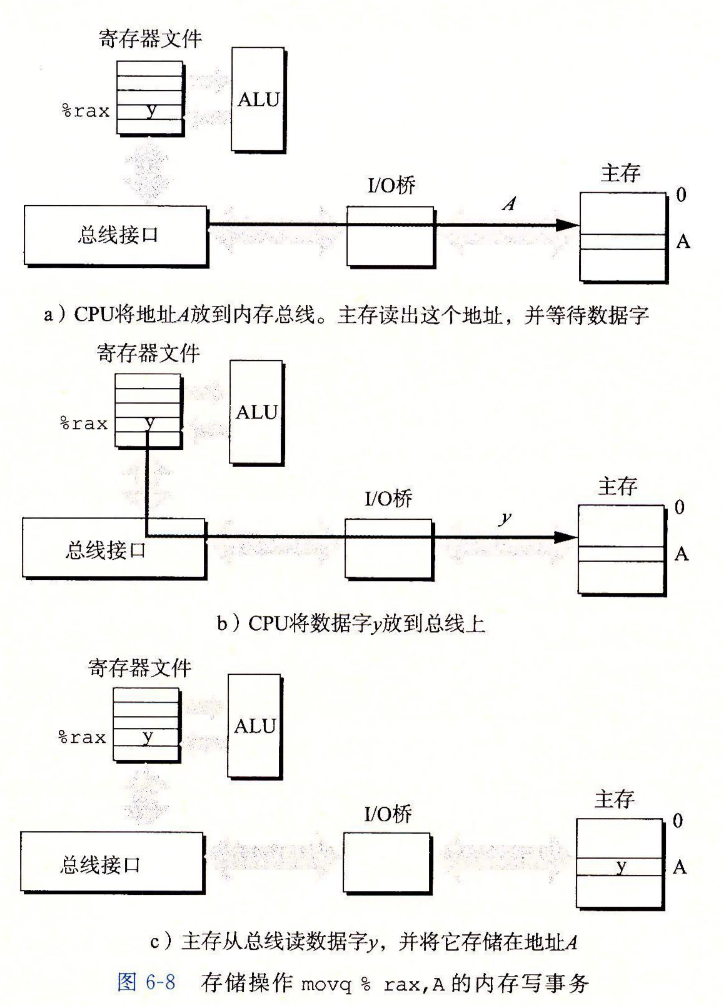 寄存器文件
%rax
y
ALU
主存
I/O桥
0
A
总线接口
A
a）CPU将地址A放到内存总线。主存读出这个地址，并等待数据字
寄存器文件
%rax
y
ALU
主存
I/O桥
0
y
总线接口
A
b）CPU将数据字y放到总线上
寄存器文件
%rax
y
ALU
主存
I/O桥
0
总线接口
y
A
c）主存从总线读数据字y，并将它存储在地址A
图 6-8 存储操作 movq % rax,A 的内存写事务